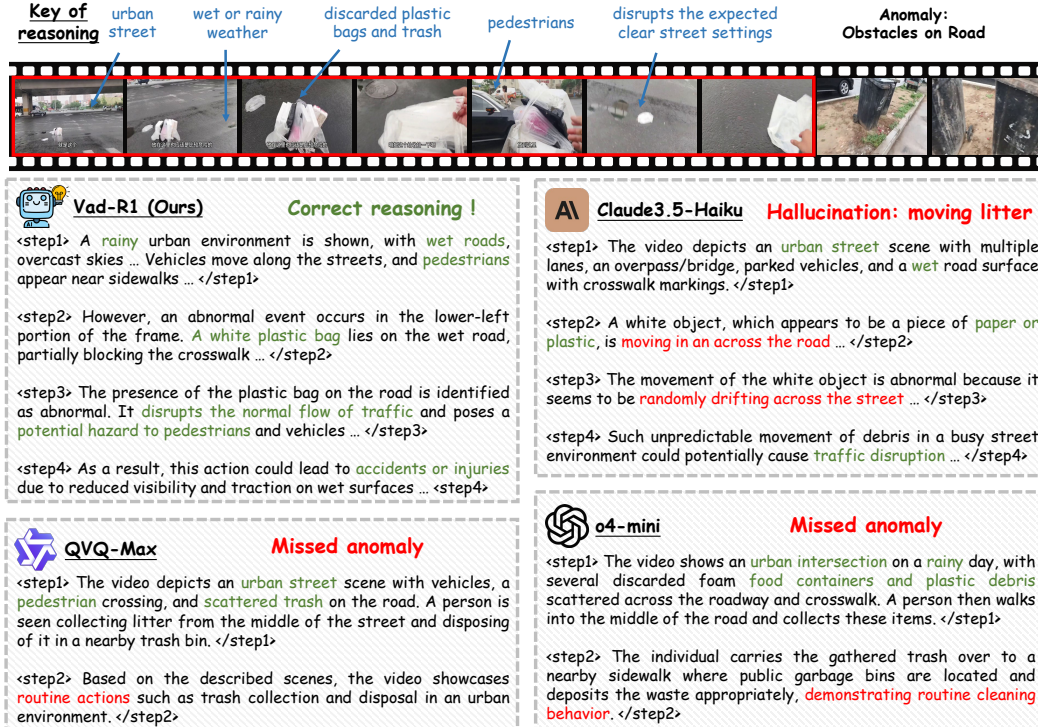 Key of
reasoning
urban
street
wet or rainy
weather
discarded plastic
bags and trash
pedestrians
disrupts the expected
clear street settings
Anomaly:
Obstacles on Road
Vad-R1 (Ours)
Correct reasoning !
<step1> A rainy urban environment is shown, with wet roads,
overcast skies … Vehicles move along the streets, and pedestrians
appear near sidewalks … </step1>
<step2> However, an abnormal event occurs in the lower-left
portion of the frame. A white plastic bag lies on the wet road,
partially blocking the crosswalk … </step2>
<step3> The presence of the plastic bag on the road is identified
as abnormal. It disrupts the normal flow of traffic and poses a
potential hazard to pedestrians and vehicles … </step3>
<step4> As a result, this action could lead to accidents or injuries
due to reduced visibility and traction on wet surfaces … <step4>
Claude3.5-Haiku
Hallucination: moving litter
<step1> The video depicts an urban street scene with multiple
lanes, an overpass/bridge, parked vehicles, and a wet road surface
with crosswalk markings. </step1>
<step2> A white object, which appears to be a piece of paper or
plastic, is moving in an across the road … </step2>
<step3> The movement of the white object is abnormal because it
seems to be randomly drifting across the street … </step3>
<step4> Such unpredictable movement of debris in a busy street
environment could potentially cause traffic disruption … </step4>
QVQ-Max
Missed anomaly
<step1> The video depicts an urban street scene with vehicles, a
pedestrian crossing, and scattered trash on the road. A person is
seen collecting litter from the middle of the street and disposing
of it in a nearby trash bin. </step1>
<step2> Based on the described scenes, the video showcases
routine actions such as trash collection and disposal in an urban
environment. </step2>
o4-mini
Missed anomaly
<step1> The video shows an urban intersection on a rainy day, with
several discarded foam food containers and plastic debris
scattered across the roadway and crosswalk. A person then walks
into the middle of the road and collects these items. </step1>
<step2> The individual carries the gathered trash over to a
nearby sidewalk where public garbage bins are located and
deposits the waste appropriately, demonstrating routine cleaning
behavior. </step2>